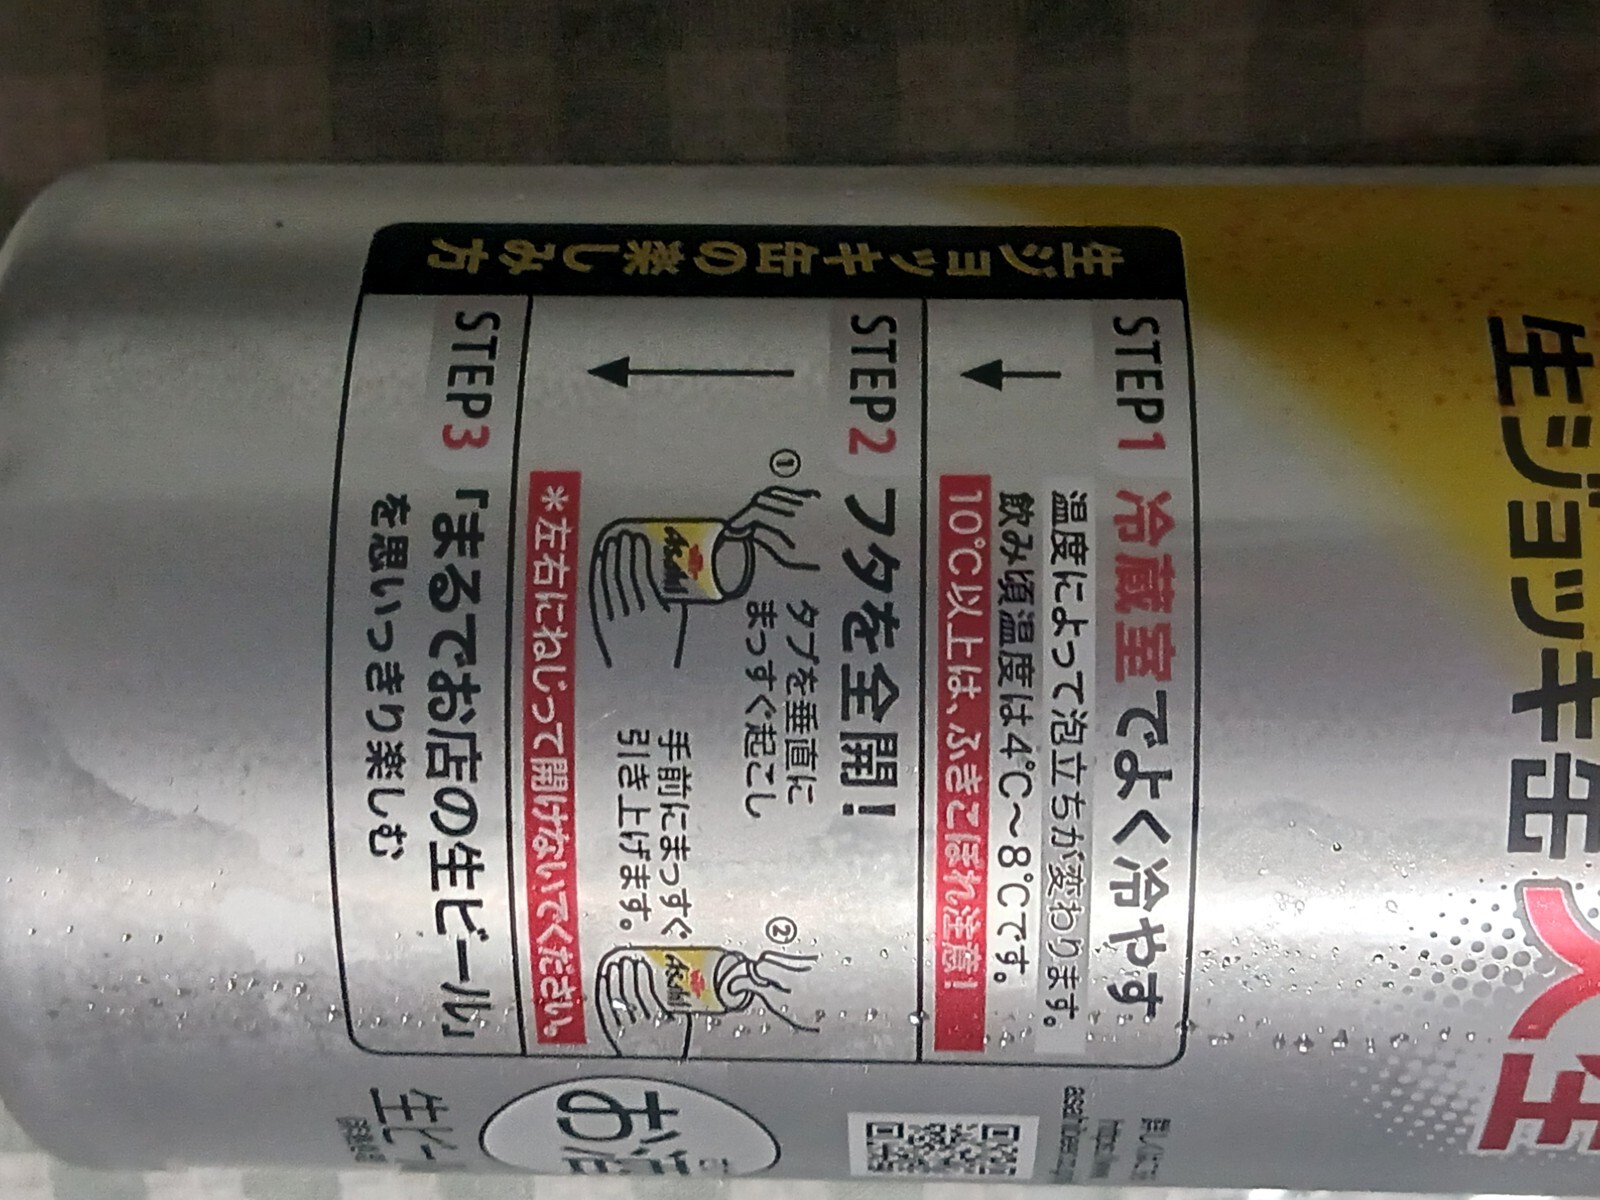 生ジョッキ缶の楽しみ方
STEP1 冷蔵室でよく冷やす
温度によって泡立ちが変わります。
飲み頃温度は4℃～8℃です。
10℃以上は、ふきこぼれ注意！
STEP2 フタを全開！
①
タブを垂直に
まっすぐ起こし
Asahi
②
手前にまっすぐ
引き上げます。
Asahi
＊左右にねじって開けないでください。
STEP3 「まるでお店の生ビール」
を思いっきり楽しむ
生ジョッキ缶
生ビー